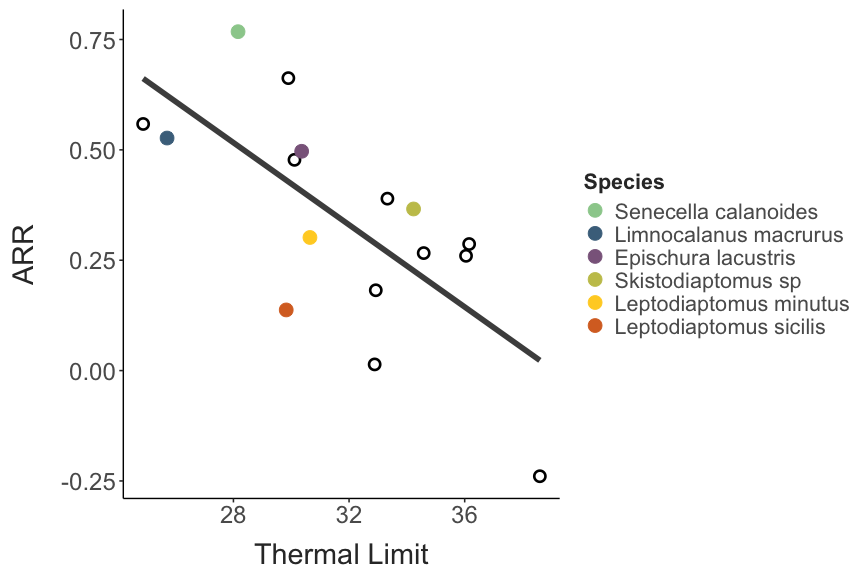 0.75
0.50
0.25
0.00
-0.25
ARR
28 32 36
Thermal Limit
Species
Senecella calanoides
Limnocalanus macrurus
Epischura lacustris
Skistodiaptomus sp
Leptodiaptomus minutus
Leptodiaptomus sicilis